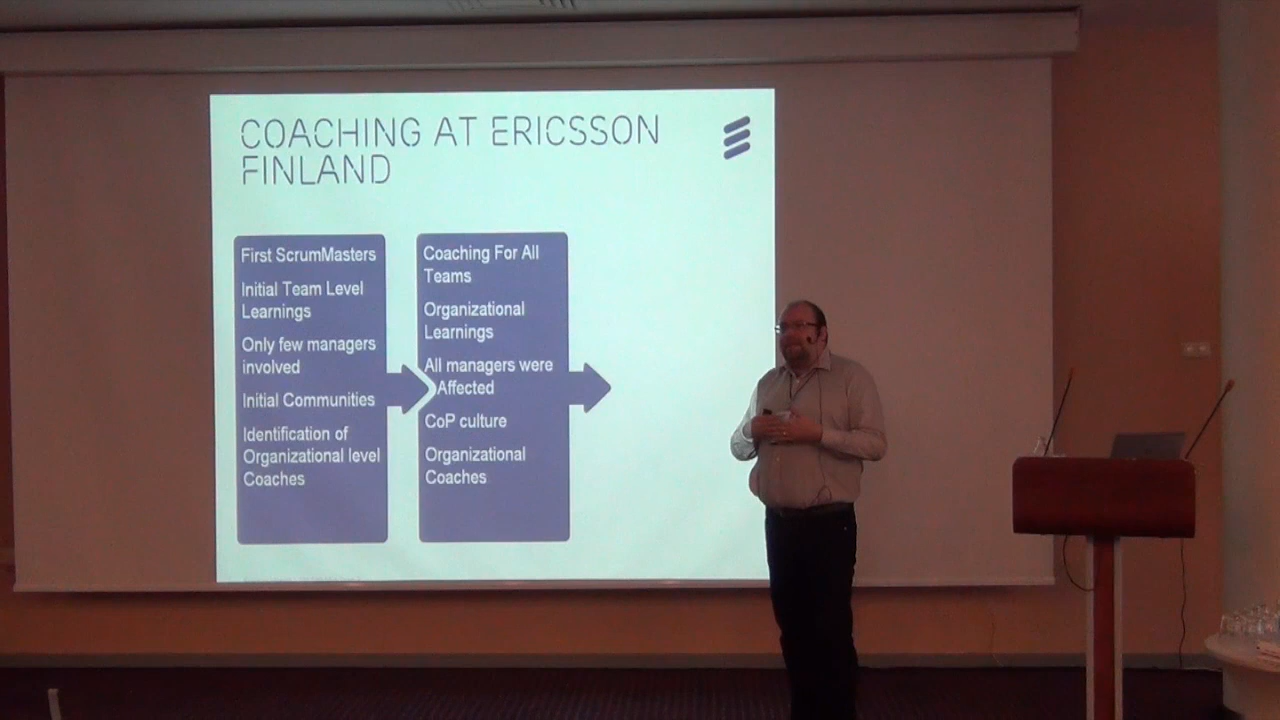 COACHING AT ERICSSON
FINLAND
First ScrumMasters
Initial Team Level
Learnings
Only few managers
involved
Initial Communities
Identification of
Organizational level
Coaches
Coaching For All
Teams
Organizational
Learnings
All managers were
Affected
CoP culture
Organizational
Coaches